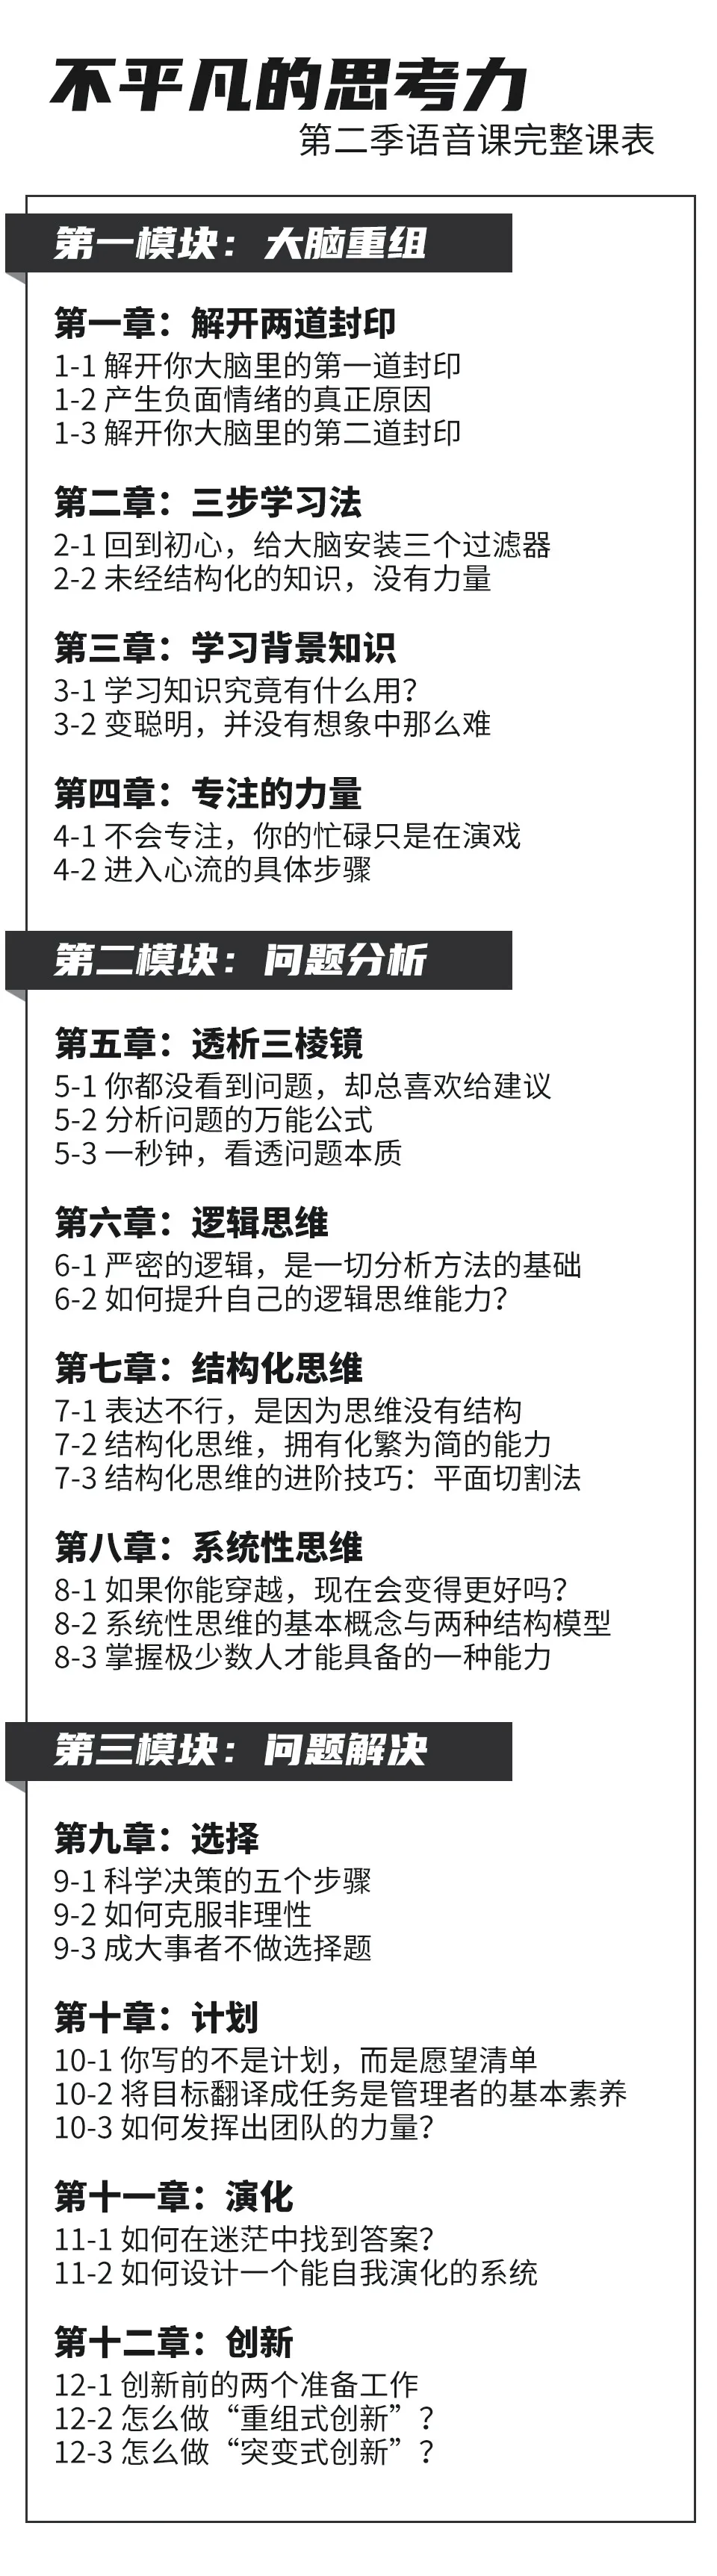 不平凡的思考力
第二季语音课完整课表
第一模块：大脑重组
第一章：解开两道封印
1-1 解开你大脑里的第一道封印
1-2 产生负面情绪的真正原因
1-3 解开你大脑里的第二道封印
第二章：三步学习法
2-1 回到初心，给大脑安装三个过滤器
2-2 未经结构化的知识，没有力量
第三章：学习背景知识
3-1 学习知识究竟有什么用？
3-2 变聪明，并没有想象中那么难
第四章：专注的力量
4-1 不会专注，你的忙碌只是在演戏
4-2 进入心流的具体步骤
第二模块：问题分析
第五章：透析三棱镜
5-1 你都没看到问题，却总喜欢给建议
5-2 分析问题的万能公式
5-3 一秒钟，看透问题本质
第六章：逻辑思维
6-1 严密的逻辑，是一切分析方法的基础
6-2 如何提升自己的逻辑思维能力？
第七章：结构化思维
7-1 表达不行，是因为思维没有结构
7-2 结构化思维，拥有化繁为简的能力
7-3 结构化思维的进阶技巧：平面切割法
第八章：系统性思维
8-1 如果你能穿越，现在会变得更好吗？
8-2 系统性思维的基本概念与两种结构模型
8-3 掌握极少数人才能具备的一种能力
第三模块：问题解决
第九章：选择
9-1 科学决策的五个步骤
9-2 如何克服非理性
9-3 成大事者不做选择题
第十章：计划
10-1 你写的不是计划，而是愿望清单
10-2 将目标翻译成任务是管理者的基本素养
10-3 如何发挥出团队的力量？
第十一章：演化
11-1 如何在迷茫中找到答案？
11-2 如何设计一个能自我演化的系统
第十二章：创新
12-1 创新前的两个准备工作
12-2 怎么做“重组式创新”？
12-3 怎么做“突变式创新”？